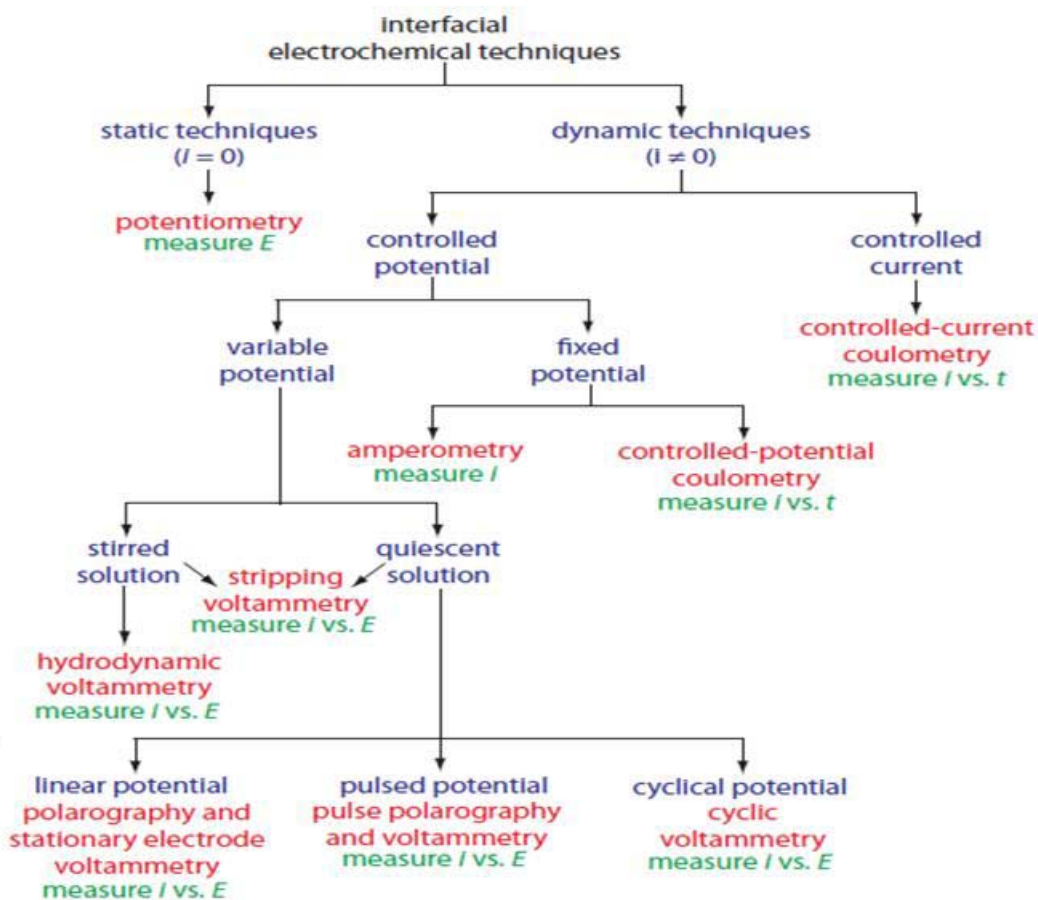 interfacial
electrochemical techniques
static techniques
(i = 0)
dynamic techniques
(i ≠ 0)
potentiometry
measure E
controlled
potential
controlled
current
controlled-current
coulometry
measure i vs. t
variable
potential
fixed
potential
amperometry
measure i
controlled-potential
coulometry
measure i vs. t
stirred
solution
quiescent
solution
stripping
voltammetry
measure i vs. E
hydrodynamic
voltammetry
measure i vs. E
linear potential
polarography and
stationary electrode
voltammetry
measure i vs. E
pulsed potential
pulse polarography
and voltammetry
measure i vs. E
cyclical potential
cyclic
voltammetry
measure i vs. E